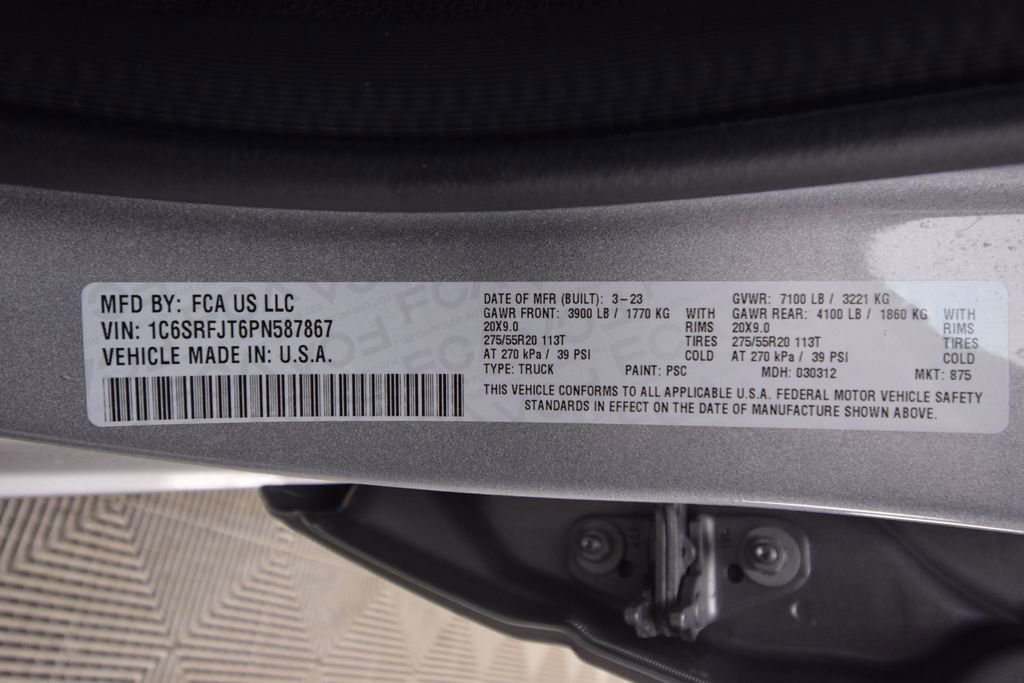 MFD BY: FCA US LLC
VIN: 1C6SRFJT6PN587867
VEHICLE MADE IN: U.S.A.
DATE OF MFR (BUILT): 3-23 GVWR: 7100 LB / 3221 KG
GAWR FRONT: 3900 LB / 1770 KG WITH GAWR REAR: 4100 LB / 1860 KG WITH
20X9.0 RIMS 20X9.0 RIMS
275/55R20 113T TIRES 275/55R20 113T TIRES
AT 270 kPa / 39 PSI COLD AT 270 kPa / 39 PSI COLD
TYPE: TRUCK PAINT: PSC MDH: 030312 MKT: 875
THIS VEHICLE CONFORMS TO ALL APPLICABLE U.S.A. FEDERAL MOTOR VEHICLE SAFETY
STANDARDS IN EFFECT ON THE DATE OF MANUFACTURE SHOWN ABOVE.